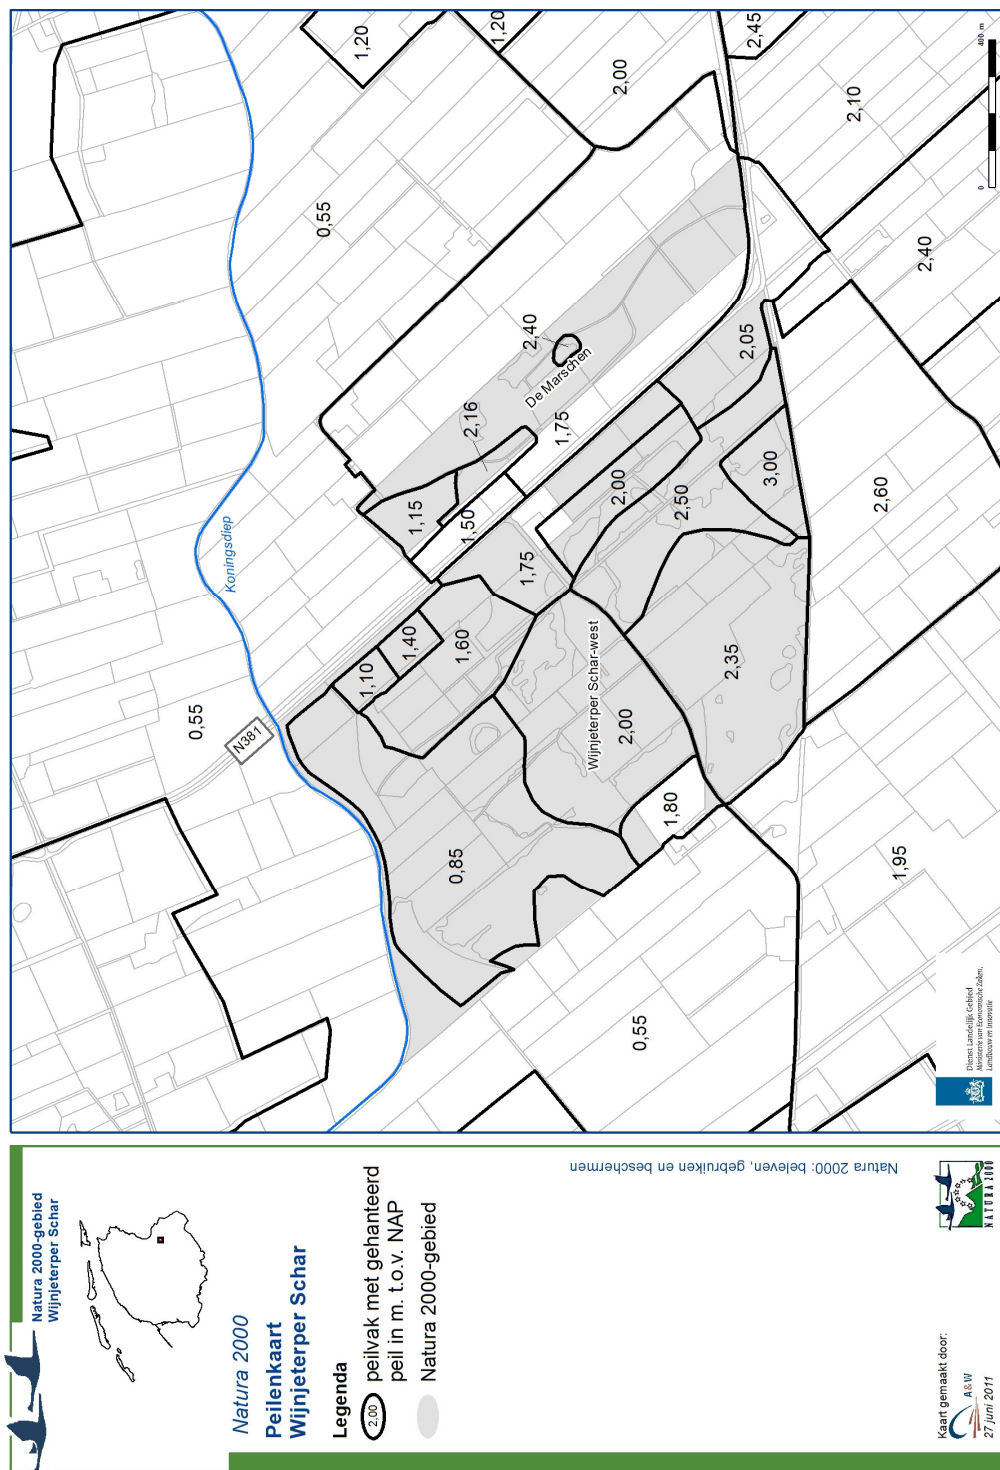 Natura 2000-gebied
Wijnjeterper Schar
Natura 2000
Peilenkaart
Wijnjeterper Schar
Legenda
2,00
peilvak met gehanteerd
peil in m. t.o.v. NAP
Natura 2000-gebied
Natura 2000: beleven, gebruiken en beschermen
NATURA 2000
Kaart gemaakt door:
A&W
27 juni 2011
Dienst Landelijk Gebied
Ministerie van Economische Zaken,
Landbouw en Innovatie
1,20
1,20
2,45
2,00
2,10
0,55
2,40
2,40
De Marschen
2,16
1,75
2,05
1,15
1,50
2,00
2,50
3,00
2,60
Koningsdiep
1,75
1,40
1,60
1,10
Wijnjeterper Schar-west
2,00
2,35
0,55
N381
1,80
0,85
1,95
0,55
0
400 m